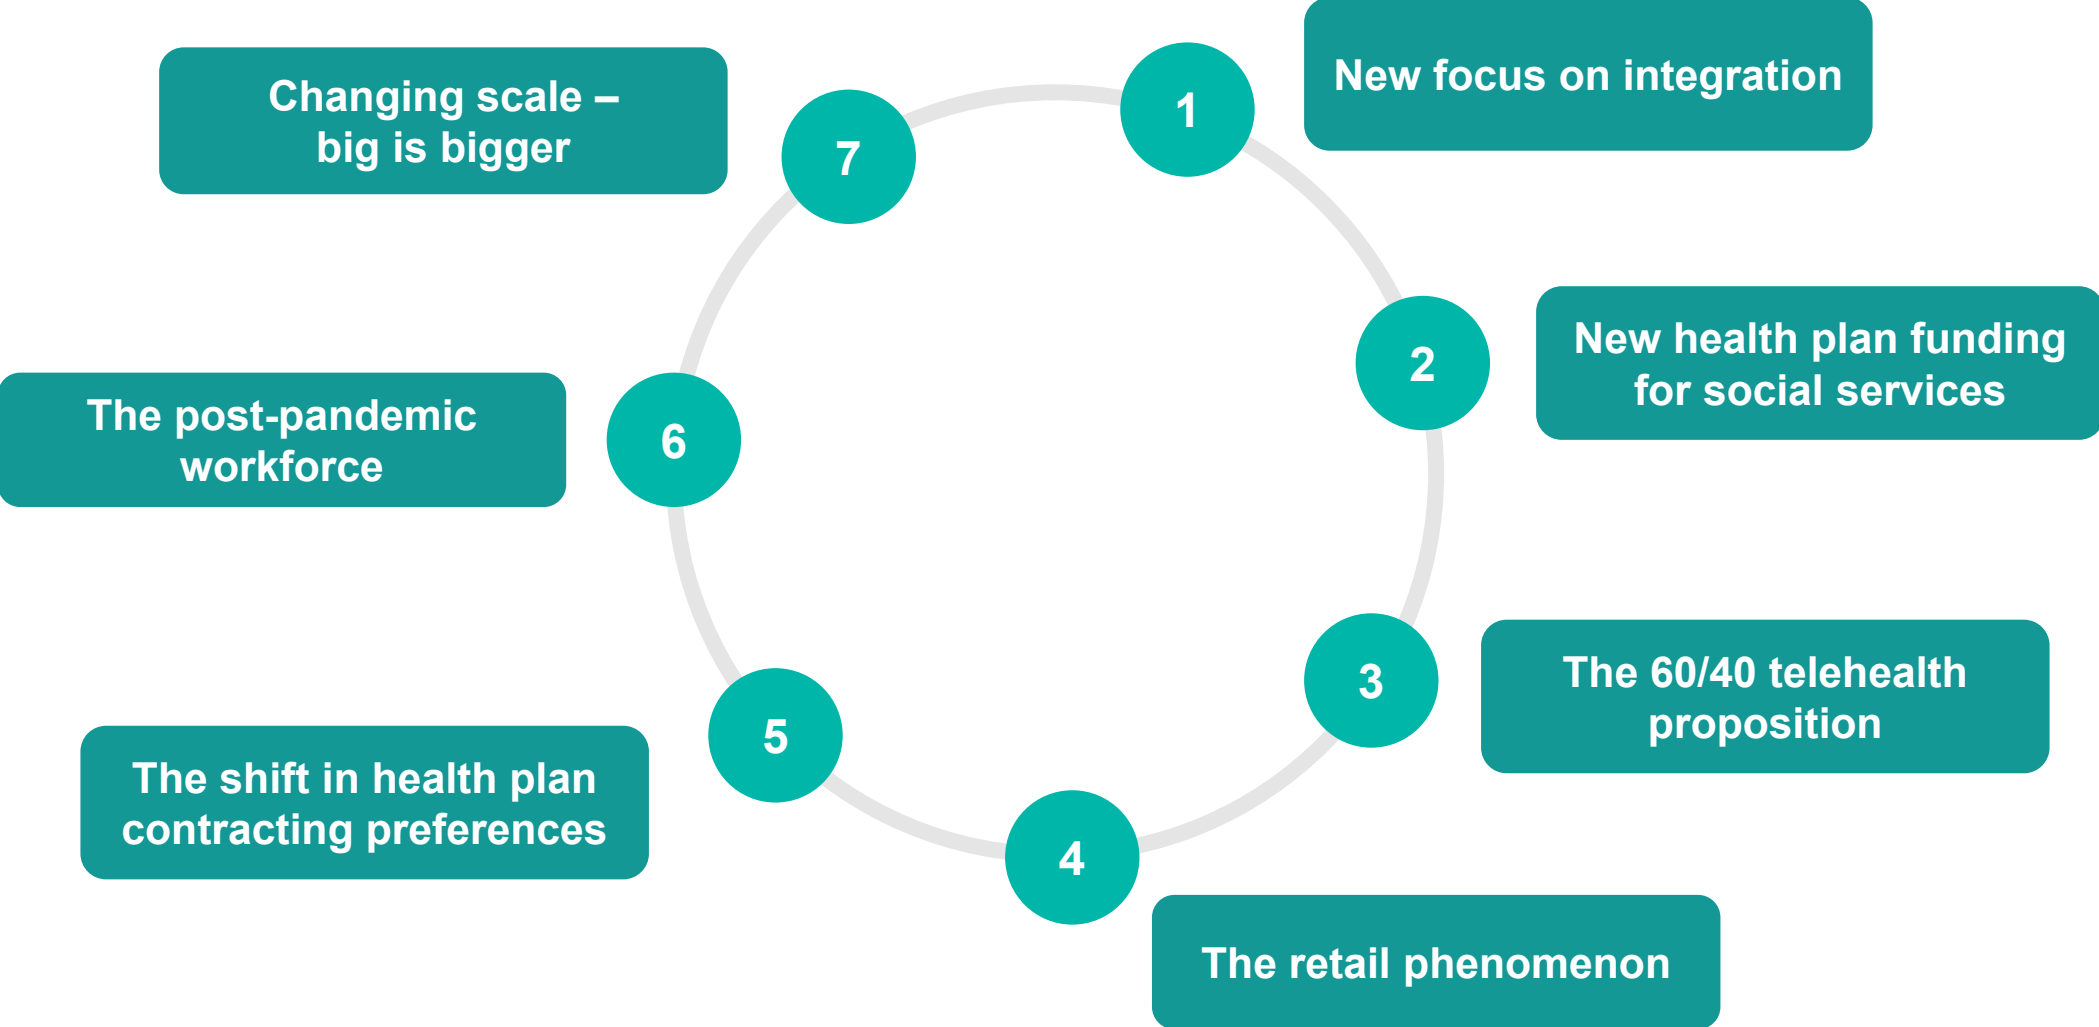 1
New focus on integration
2
New health plan funding
for social services
3
The 60/40 telehealth
proposition
4
The retail phenomenon
5
The shift in health plan
contracting preferences
6
The post-pandemic
workforce
7
Changing scale –
big is bigger